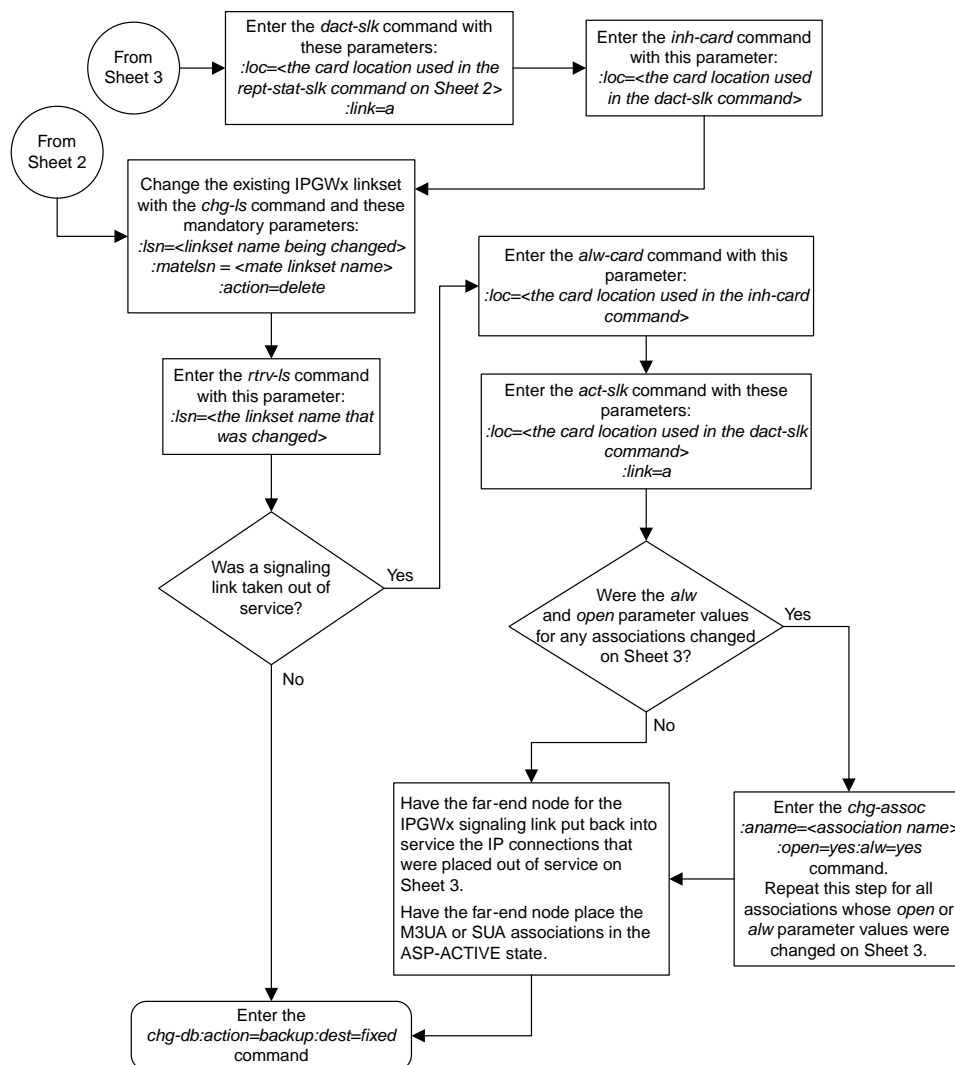 From
Sheet 3
Enter the dact-slk command with
these parameters:
:loc=<the card location used in the
rept-stat-slk command on Sheet 2>
:link=a
Enter the inh-card command
with this parameter:
:loc=<the card location used
in the dact-slk command>
From
Sheet 2
Change the existing IPGWx linkset
with the chg-ls command and these
mandatory parameters:
:lsn=<linkset name being changed>
:matelsn = <mate linkset name>
:action=delete
Enter the alw-card command with this
parameter:
:loc=<the card location used in the inh-card
command>
Enter the rtrv-ls command
with this parameter:
:lsn=<the linkset name that
was changed>
Enter the act-slk command with these
parameters:
:loc=<the card location used in the dact-slk
command>
:link=a
Was a signaling
link taken out of
service?
Yes
No
Were the alw
and open parameter values
for any associations changed
on Sheet 3?
Yes
No
Have the far-end node for the
IPGWx signaling link put back into
service the IP connections that
were placed out of service on
Sheet 3.
Have the far-end node place the
M3UA or SUA associations in the
ASP-ACTIVE state.
Enter the chg-assoc
:aname=<association name>
:open=yes:alw=yes
command.
Repeat this step for all
associations whose open or
alw parameter values were
changed on Sheet 3.
Enter the
chg-db:action=backup:dest=fixed
command